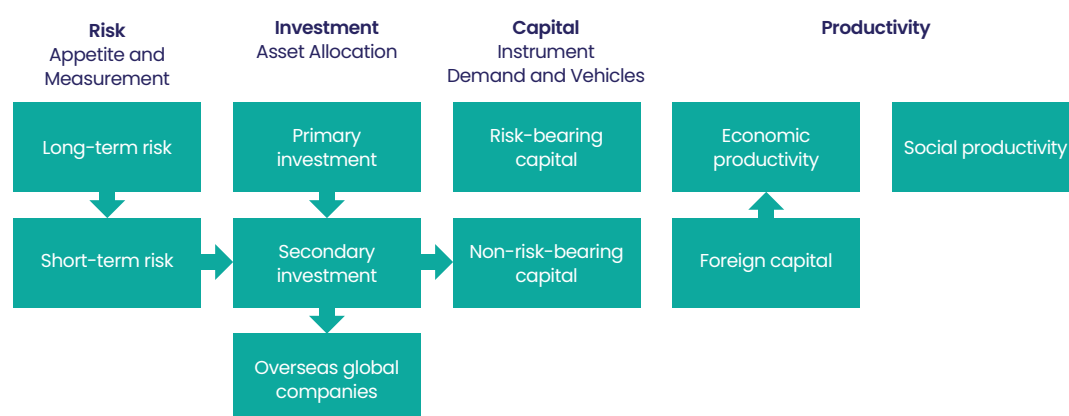 Risk
Appetite and
Measurement
Investment
Asset Allocation
Capital
Instrument
Demand and Vehicles
Productivity
Long-term risk
Primary
investment
Risk-bearing
capital
Economic
productivity
Social productivity
Short-term risk
Secondary
investment
Non-risk-bearing
capital
Foreign capital
Overseas global
companies